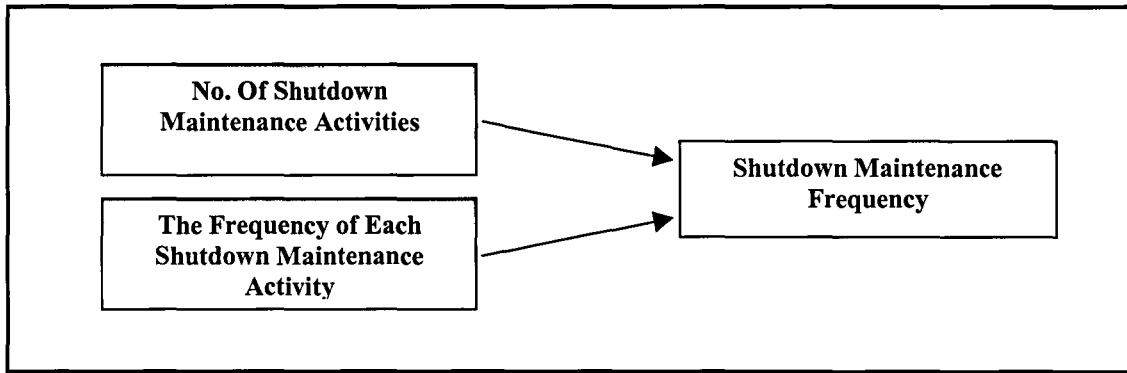 No. Of Shutdown
Maintenance Activities
The Frequency of Each
Shutdown Maintenance
Activity
Shutdown Maintenance
Frequency